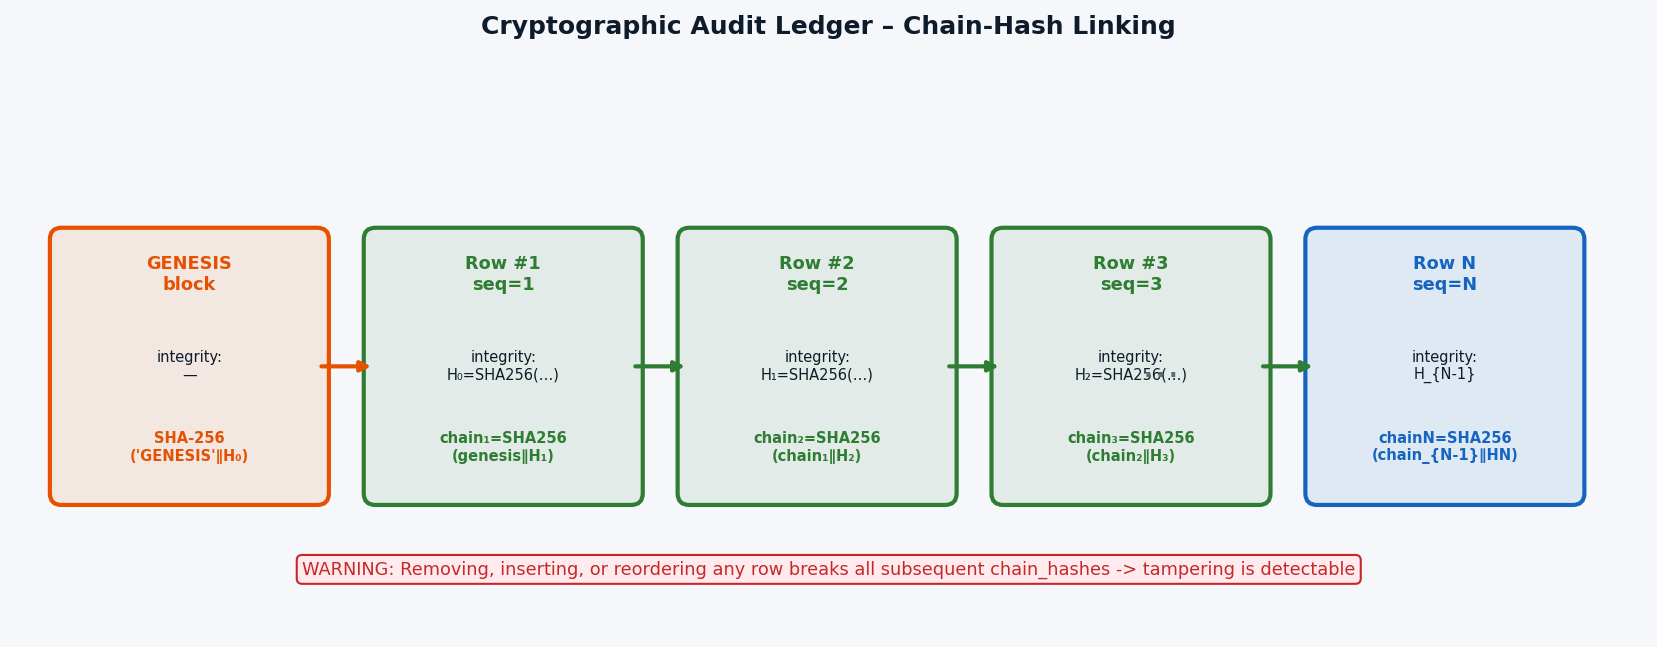 Cryptographic Audit Ledger – Chain-Hash Linking
GENESIS
block
integrity:
—
SHA-256
('GENESIS'‖H₀)
Row #1
seq=1
integrity:
H₀=SHA256(…)
chain₁=SHA256
(genesis‖H₁)
Row #2
seq=2
integrity:
H₁=SHA256(…)
chain₂=SHA256
(chain₁‖H₂)
Row #3
seq=3
integrity:
H₂=SHA256(…)
...
chain₃=SHA256
(chain₂‖H₃)
Row N
seq=N
integrity:
H_{N-1}
chainN=SHA256
(chain_{N-1}‖HN)
WARNING: Removing, inserting, or reordering any row breaks all subsequent chain_hashes -> tampering is detectable